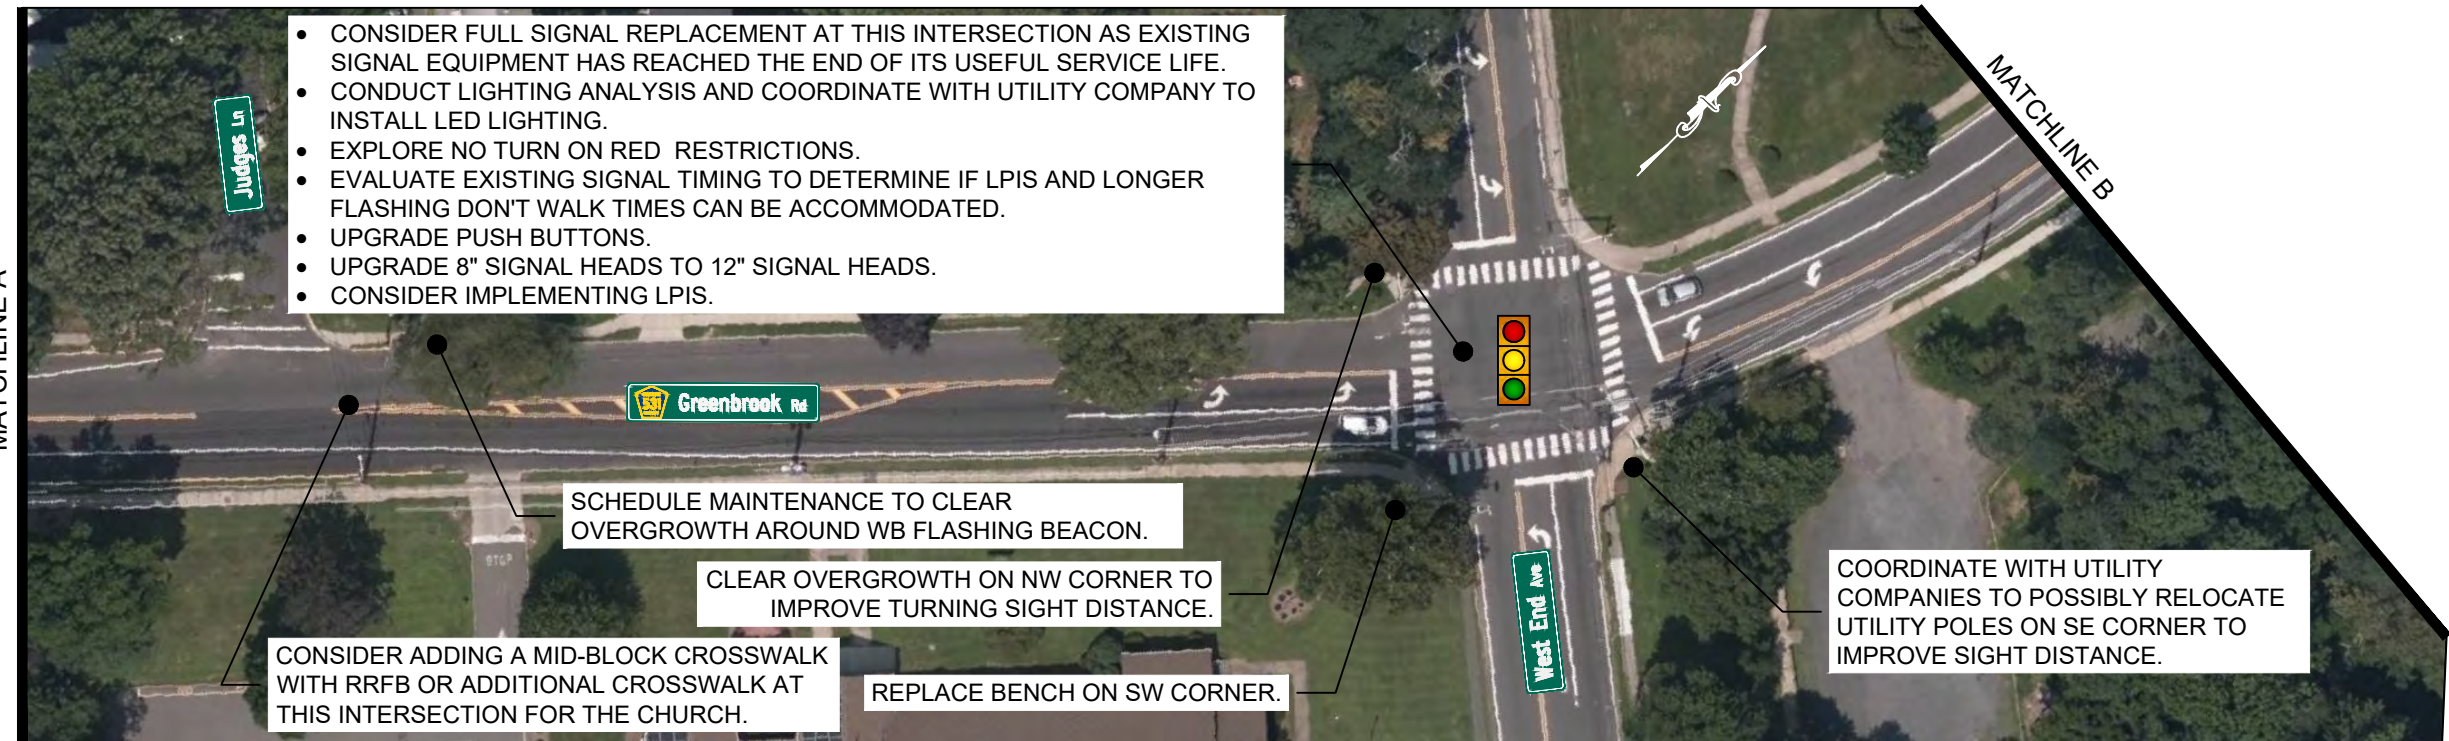 • CONSIDER FULL SIGNAL REPLACEMENT AT THIS INTERSECTION AS EXISTING
SIGNAL EQUIPMENT HAS REACHED THE END OF ITS USEFUL SERVICE LIFE.
• CONDUCT LIGHTING ANALYSIS AND COORDINATE WITH UTILITY COMPANY TO
INSTALL LED LIGHTING.
• EXPLORE NO TURN ON RED RESTRICTIONS.
• EVALUATE EXISTING SIGNAL TIMING TO DETERMINE IF LPIS AND LONGER
FLASHING DON'T WALK TIMES CAN BE ACCOMMODATED.
• UPGRADE PUSH BUTTONS.
• UPGRADE 8" SIGNAL HEADS TO 12" SIGNAL HEADS.
• CONSIDER IMPLEMENTING LPIS.
MATCHLINE B
Judges Ln
MATCHLINE A
531 Greenbrook Rd
SCHEDULE MAINTENANCE TO CLEAR
OVERGROWTH AROUND WB FLASHING BEACON.
STOP
CLEAR OVERGROWTH ON NW CORNER TO
IMPROVE TURNING SIGHT DISTANCE.
West End Ave
COORDINATE WITH UTILITY
COMPANIES TO POSSIBLY RELOCATE
UTILITY POLES ON SE CORNER TO
IMPROVE SIGHT DISTANCE.
CONSIDER ADDING A MID-BLOCK CROSSWALK
WITH RRFB OR ADDITIONAL CROSSWALK AT
THIS INTERSECTION FOR THE CHURCH.
REPLACE BENCH ON SW CORNER.